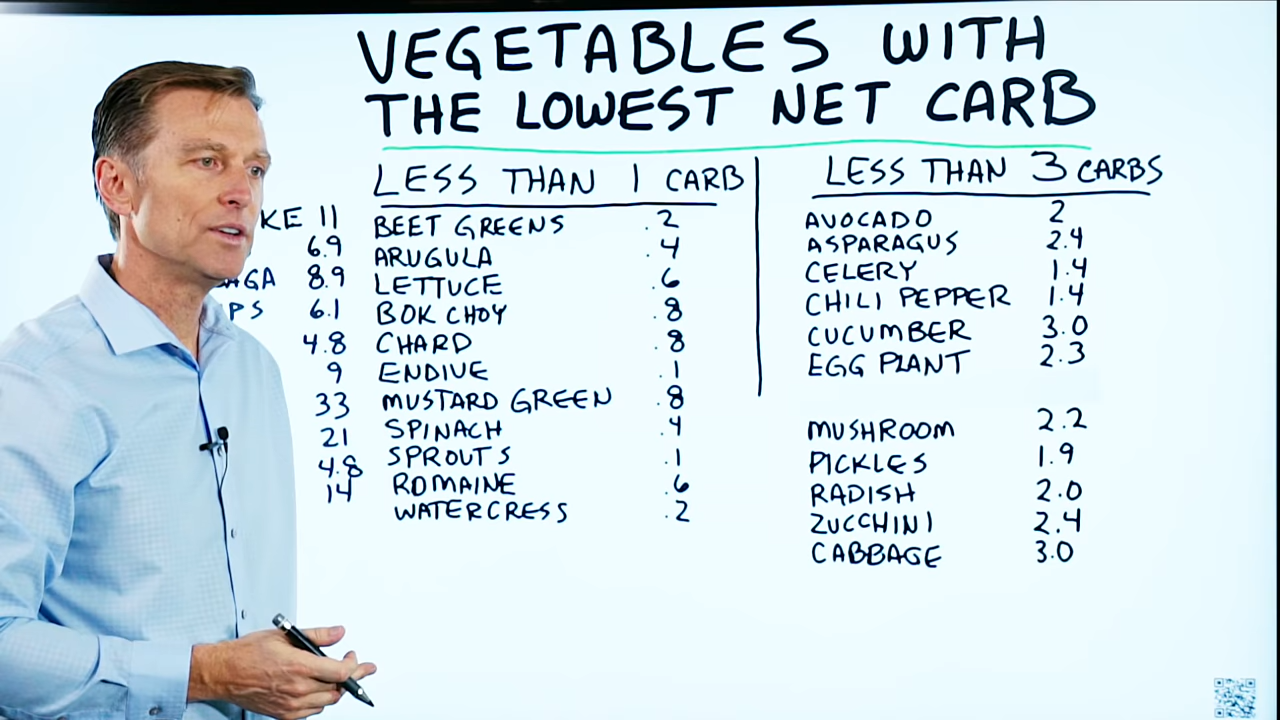 VEGETABLES WITH
THE LOWEST NET CARB
11
6.9
8.9
6.1
4.8
9
33
21
4.8
14
LESS THAN 1 CARB
BEET GREENS .2
ARUGULA .4
LETTUCE .6
BOK CHOY .8
CHARD .8
ENDIVE .1
MUSTARD GREEN .8
SPINACH .4
SPROUTS .1
ROMAINE .6
WATERCRESS .2
LESS THAN 3 CARBS
AVOCADO 2
ASPARAGUS 2.4
CELERY 1.4
CHILI PEPPER 1.4
CUCUMBER 3.0
EGG PLANT 2.3
MUSHROOM 2.2
PICKLES 1.9
RADISH 2.0
ZUCCHINI 2.4
CABBAGE 3.0